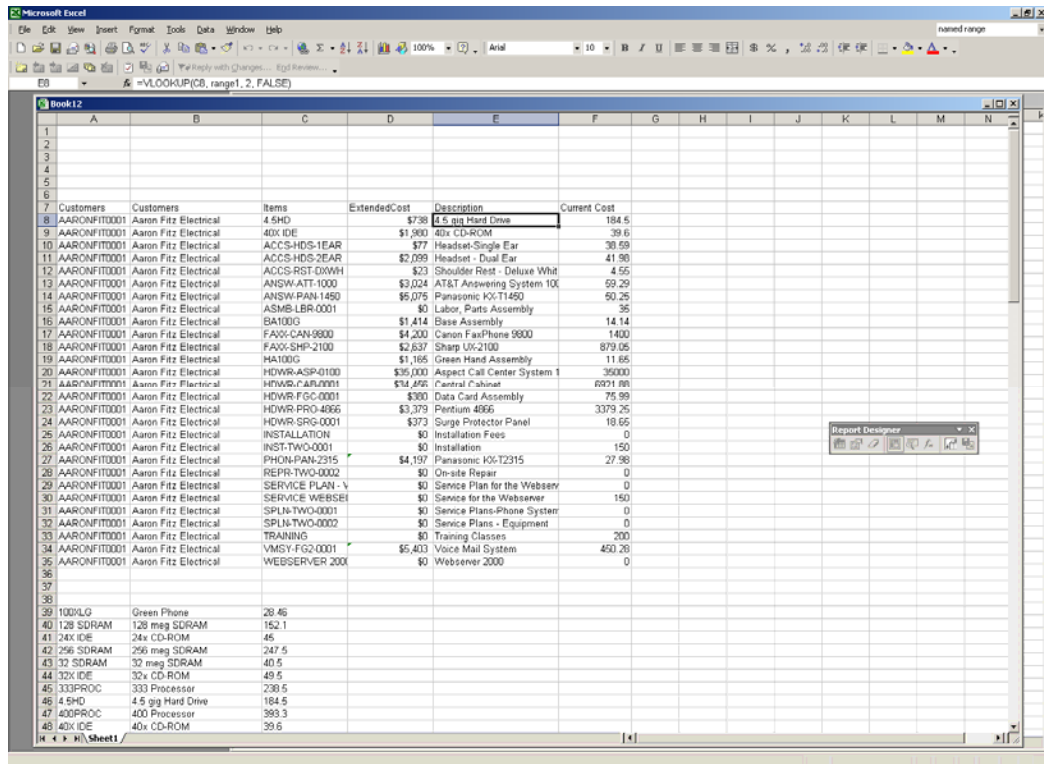 Microsoft Excel
File Edit View Insert Format Tools Data Window Help named range
100% Arial 10 B I U $ % ,
Reply with Changes... End Review...
E8 fx =VLOOKUP(C8, range1, 2, FALSE)
Book12
A B C D E F G H I J K L M N
1
2
3
4
5
6
7 Customers Customers Items ExtendedCost Description Current Cost
8 AARONFIT0001 Aaron Fitz Electrical 4.5HD $738 4.5 gig Hard Drive 184.5
9 AARONFIT0001 Aaron Fitz Electrical 40X IDE $1,980 40x CD-ROM 39.6
10 AARONFIT0001 Aaron Fitz Electrical ACCS-HDS-1EAR $77 Headset-Single Ear 38.59
11 AARONFIT0001 Aaron Fitz Electrical ACCS-HDS-2EAR $2,099 Headset - Dual Ear 41.98
12 AARONFIT0001 Aaron Fitz Electrical ACCS-RST-DXWH $23 Shoulder Rest - Deluxe Whit 4.55
13 AARONFIT0001 Aaron Fitz Electrical ANSW-ATT-1000 $3,024 AT&T Answering System 100 59.29
14 AARONFIT0001 Aaron Fitz Electrical ANSW-PAN-1450 $5,075 Panasonic KX-T1450 50.25
15 AARONFIT0001 Aaron Fitz Electrical ASMB-LBR-0001 $0 Labor, Parts Assembly 35
16 AARONFIT0001 Aaron Fitz Electrical BA100G $1,414 Base Assembly 14.14
17 AARONFIT0001 Aaron Fitz Electrical FAXX-CAN-9800 $4,200 Canon FaxPhone 9800 1400
18 AARONFIT0001 Aaron Fitz Electrical FAXX-SHP-2100 $2,637 Sharp UX-2100 879.05
19 AARONFIT0001 Aaron Fitz Electrical HA100G $1,165 Green Hand Assembly 11.65
20 AARONFIT0001 Aaron Fitz Electrical HDWR-ASP-0100 $35,000 Aspect Call Center System 1 35000
21 AARONFIT0001 Aaron Fitz Electrical HDWR-CAB-0001 $34,456 Central Cabinet 6921.88
22 AARONFIT0001 Aaron Fitz Electrical HDWR-FGC-0001 $380 Data Card Assembly 75.99
23 AARONFIT0001 Aaron Fitz Electrical HDWR-PRO-4866 $3,379 Pentium 4866 3379.25
24 AARONFIT0001 Aaron Fitz Electrical HDWR-SRG-0001 $373 Surge Protector Panel 18.65
25 AARONFIT0001 Aaron Fitz Electrical INSTALLATION $0 Installation Fees 0
26 AARONFIT0001 Aaron Fitz Electrical INST-TWO-0001 $0 Installation 150
27 AARONFIT0001 Aaron Fitz Electrical PHON-PAN-2315 $4,197 Panasonic KX-T2315 27.98
28 AARONFIT0001 Aaron Fitz Electrical REPR-TWO-0002 $0 On-site Repair 0
29 AARONFIT0001 Aaron Fitz Electrical SERVICE PLAN - V $0 Service Plan for the Webserv 0
30 AARONFIT0001 Aaron Fitz Electrical SERVICE WEBSE $0 Service for the Webserver 150
31 AARONFIT0001 Aaron Fitz Electrical SPLN-TWO-0001 $0 Service Plans-Phone System 0
32 AARONFIT0001 Aaron Fitz Electrical SPLN-TWO-0002 $0 Service Plans - Equipment 0
33 AARONFIT0001 Aaron Fitz Electrical TRAINING $0 Training Classes 200
34 AARONFIT0001 Aaron Fitz Electrical VMSY-FG2-0001 $5,403 Voice Mail System 450.28
35 AARONFIT0001 Aaron Fitz Electrical WEBSERVER 200 $0 Webserver 2000 0
36
37
38
39 100XLG Green Phone 28.46
40 128 SDRAM 128 meg SDRAM 152.1
41 24X IDE 24x CD-ROM 45
42 256 SDRAM 256 meg SDRAM 247.5
43 32 SDRAM 32 meg SDRAM 40.5
44 32X IDE 32x CD-ROM 49.5
45 333PROC 333 Processor 238.5
46 4.5HD 4.5 gig Hard Drive 184.5
47 400PROC 400 Processor 393.3
48 40X IDE 40x CD-ROM 39.6
Report Designer
Sheet1